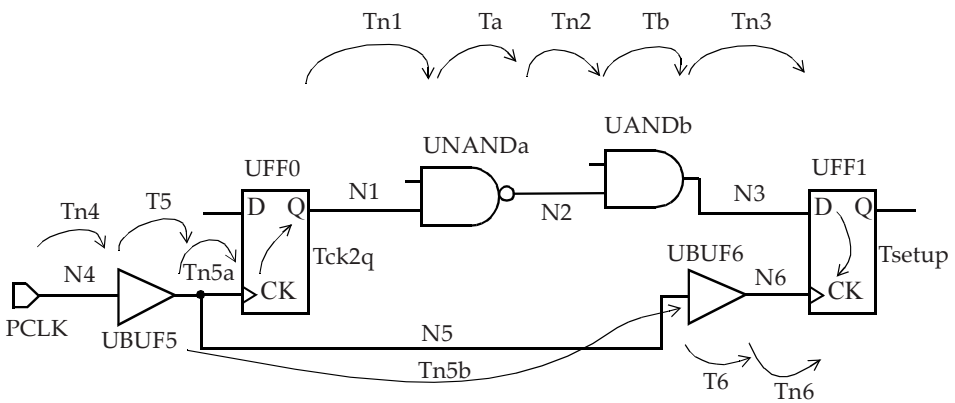 Tn1 Ta Tn2 Tb Tn3
UNANDa UANDb
UFF0 UFF1
N1 N2 N3
D Q D Q
Tn4 T5 Tn5a Tck2q Tsetup
N4 CK UBUF6 N6 CK
PCLK UBUF5 N5
Tn5b T6 Tn6